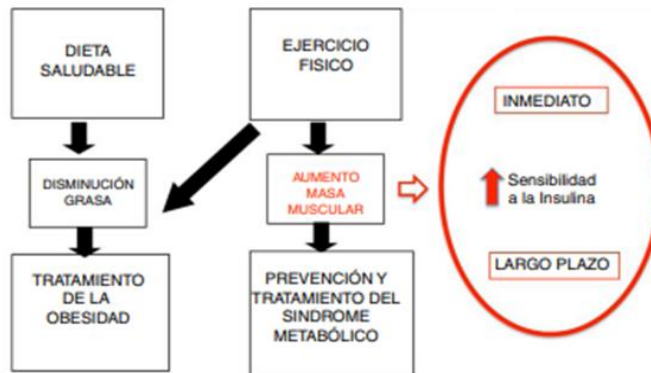 DIETA
SALUDABLE
EJERCICIO
FISICO
DISMINUCIÓN
GRASA
AUMENTO
MASA
MUSCULAR
TRATAMIENTO
DE LA
OBESIDAD
PREVENCIÓN Y
TRATAMIENTO DEL
SINDROME
METABÓLICO
INMEDIATO
Sensibilidad
a la Insulina
LARGO PLAZO